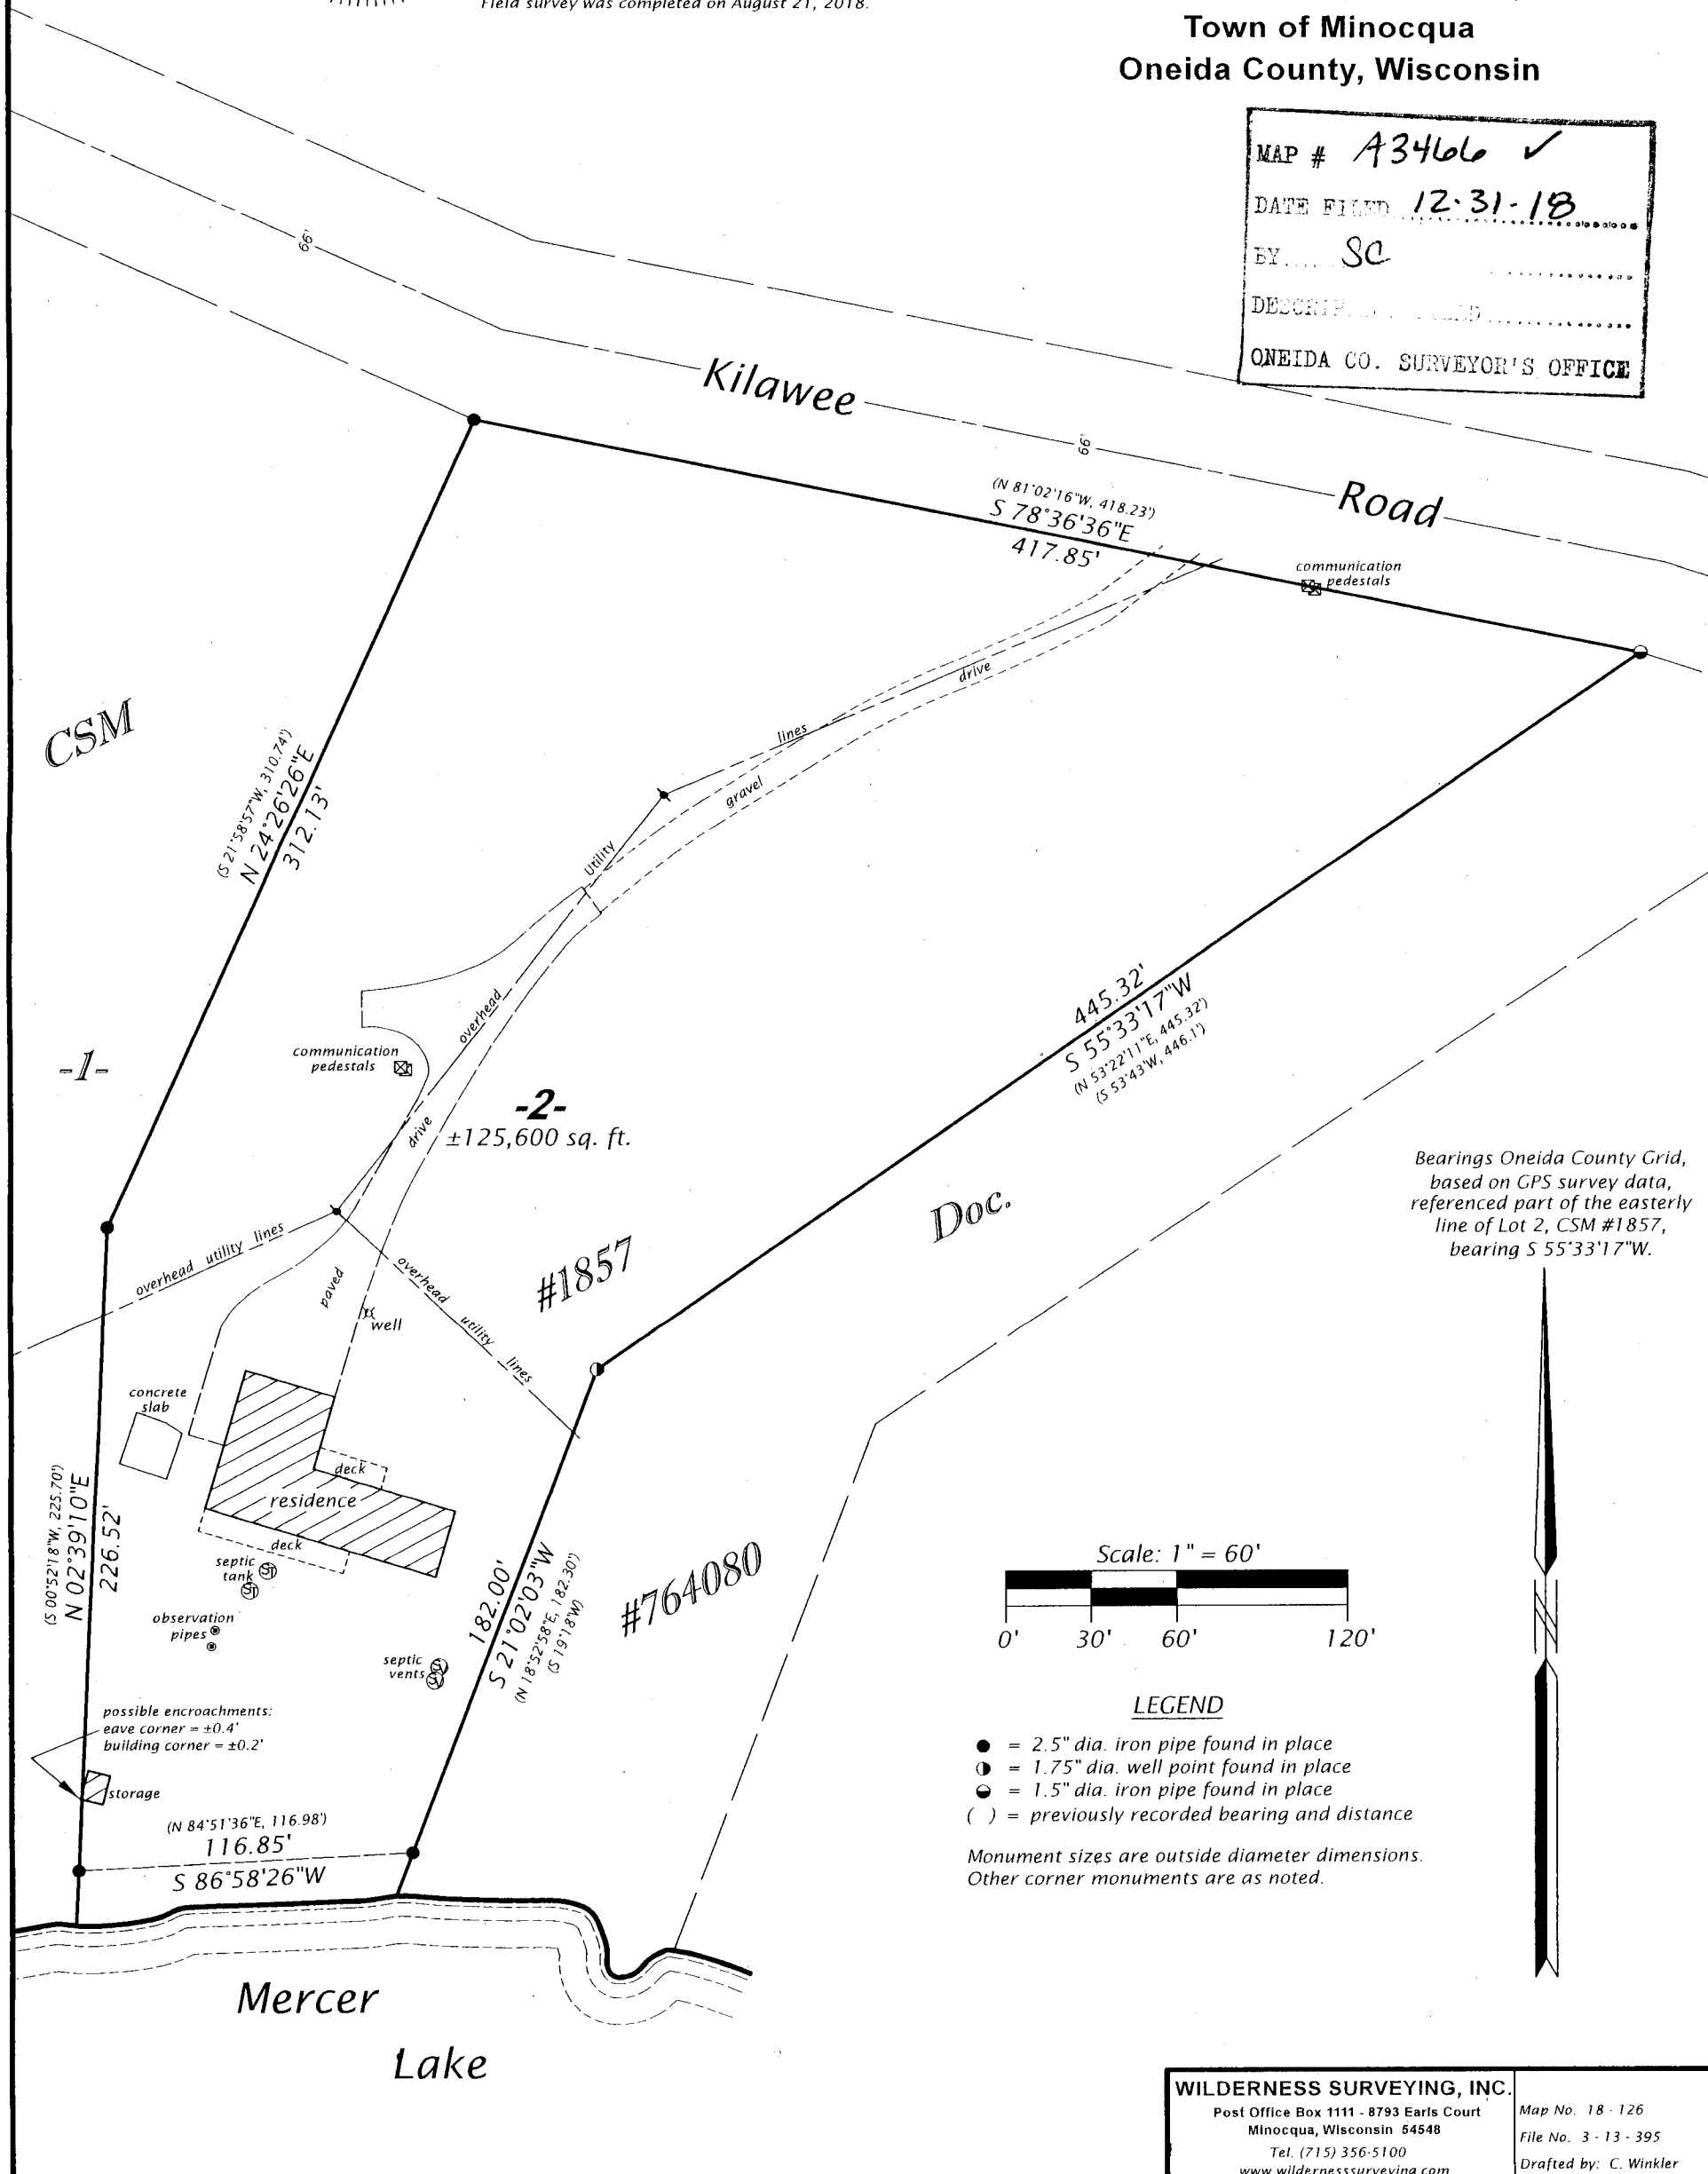 Field survey was completed on August 21, 2018.
Town of Minocqua
Oneida County, Wisconsin
MAP # A3466 ✓
DATE FILED 12-31-18
BY.... SC
ONEIDA CO. SURVEYOR'S OFFICE
66'
Kilawee
66'
Road
(N 81°02'16"W, 418.23')
S 78°36'36"E
417.85'
communication
pedestals
drive
lines
gravel
Utility
CSM
(S 21°58'57"W, 310.74')
N 24°26'26"E
312.13'
overhead
445.32'
S 55°33'17"W
(N 53°22'11"E, 445.32')
(S 53°43'W, 446.1')
-1-
communication
pedestals
drive
-2-
±125,600 sq. ft.
Doc.
Bearings Oneida County Grid,
based on GPS survey data,
referenced part of the easterly
line of Lot 2, CSM #1857,
bearing S 55°33'17"W.
overhead utility lines
#1857
paved
overhead utility lines
well
concrete
slab
deck
residence
deck
(S 00°52'18"W, 225.70')
N 02°39'10"E
226.52'
septic
tank
ST
ST
observation
pipes
septic
vents
SV
SV
182.00'
S 21°02'03"W
(N 18°52'58"E, 182.30')
(S 19°18'W)
#764080
Scale: 1" = 60'
0' 30' 60' 120'
possible encroachments:
eave corner = ±0.4'
building corner = ±0.2'
storage
LEGEND
= 2.5" dia. iron pipe found in place
= 1.75" dia. well point found in place
= 1.5" dia. iron pipe found in place
( ) = previously recorded bearing and distance
Monument sizes are outside diameter dimensions.
Other corner monuments are as noted.
(N 84°51'36"E, 116.98')
116.85'
S 86°58'26"W
Mercer
Lake
WILDERNESS SURVEYING, INC.
Post Office Box 1111 - 8793 Earls Court
Minocqua, Wisconsin 54548
Tel. (715) 356-5100
www.wildernesssurveying.com
Map No. 18 - 126
File No. 3 - 13 - 395
Drafted by: C. Winkler